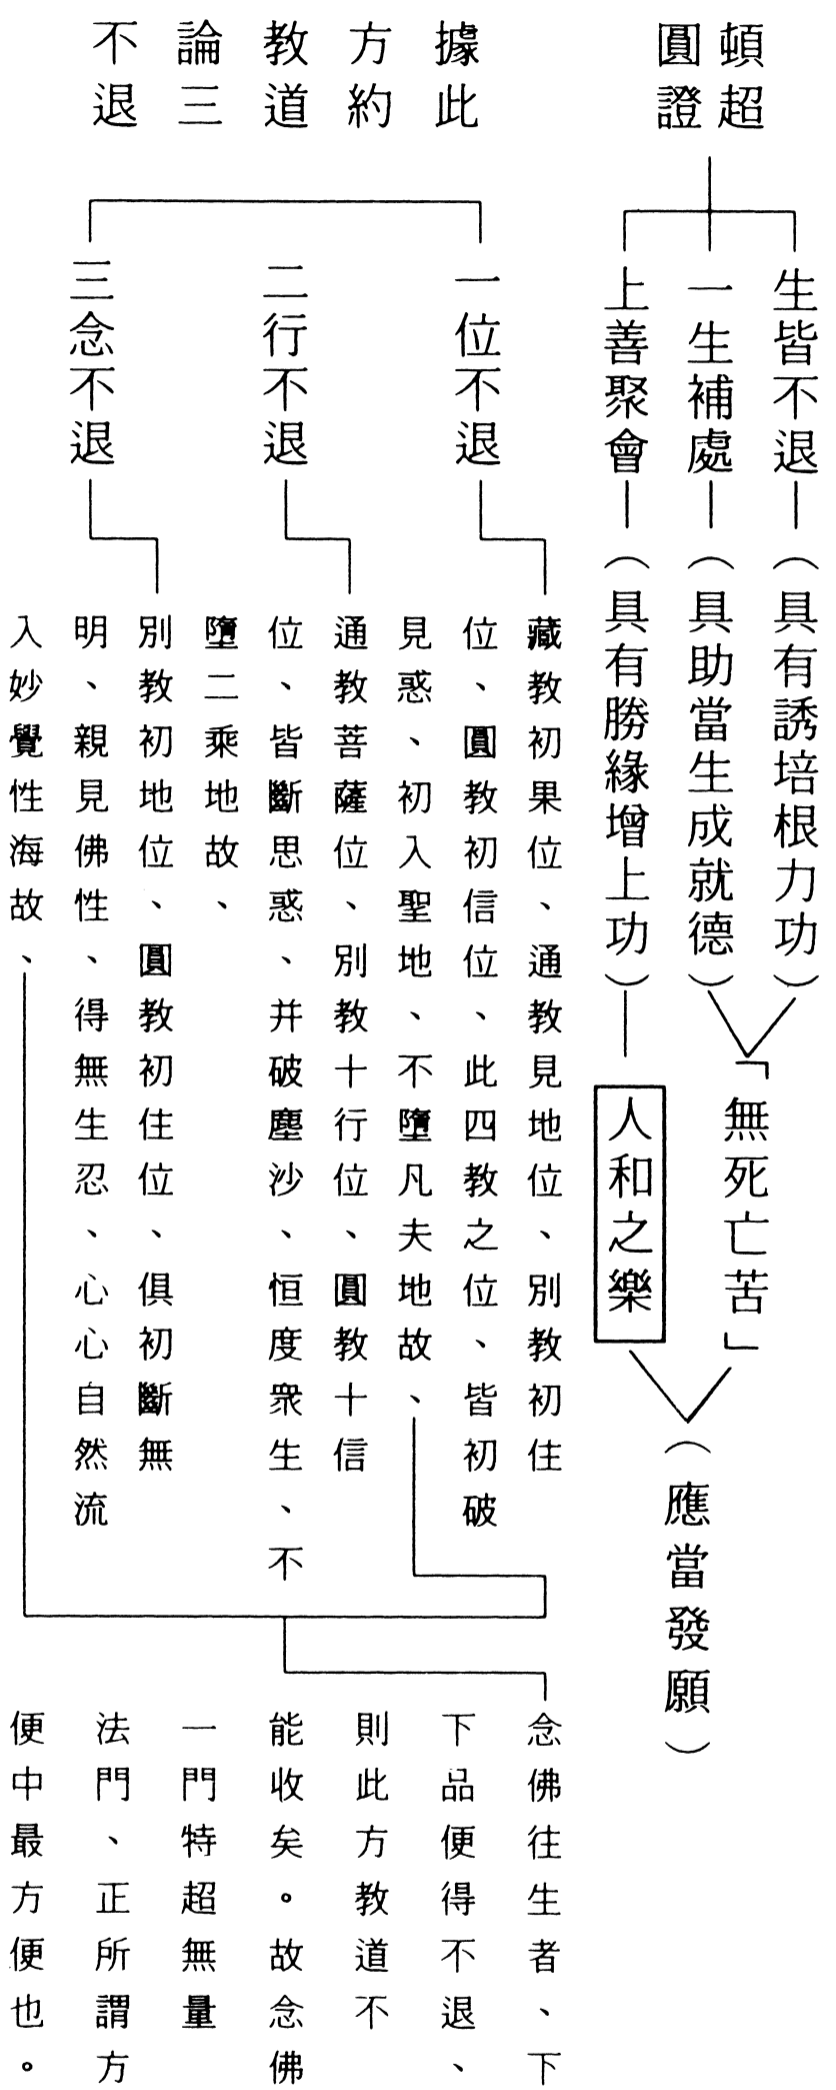 頓超
圓證
生皆不退
(具有誘培根力功)
一生補處
(具助當生成就德)
上善聚會
(具有勝緣增上功)
「無死亡苦」
人和之樂
(應當發願)
據此
方約
教道
論三
不退
一位不退
藏教初果位、通教見地位、別教初住
位、圓教初信位、此四教之位、皆初破
見惑、初入聖地、不墮凡夫地故、
二行不退
通教菩薩位、別教十行位、圓教十信
位、皆斷思惑、并破塵沙、恒度衆生、不
墮二乘地故、
三念不退
別教初地位、圓教初住位、俱初斷無
明、親見佛性、得無生忍、心心自然流
入妙覺性海故、
念佛往生者、下
下品便得不退、
則此方教道不
能收矣。故念佛
一門特超無量
法門、正所謂方
便中最方便也。